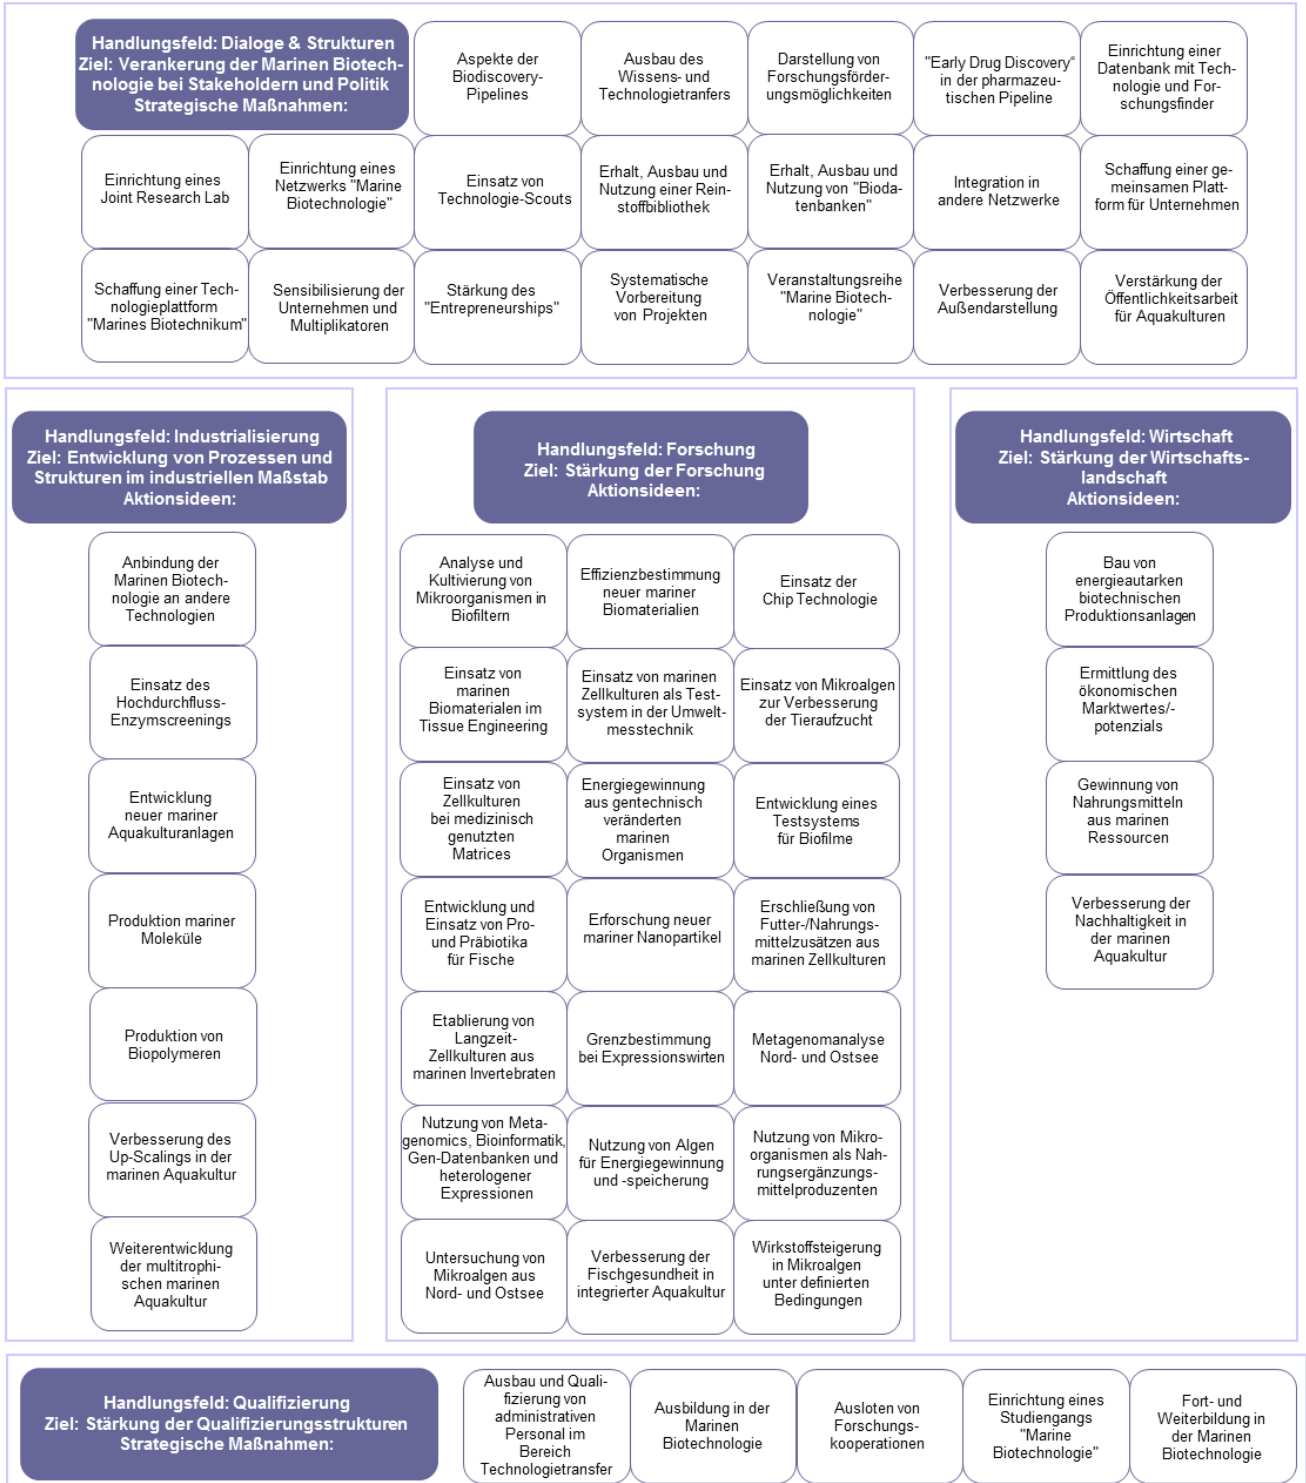 Handlungsfeld: Dialoge & Strukturen
Ziel: Verankerung der Marinen Biotech-
nologie bei Stakeholdern und Politik
Strategische Maßnahmen:
Aspekte der
Biodiscovery-
Pipelines
Ausbau des
Wissens- und
Technologietranfers
Darstellung von
Forschungsförder-
ungsmöglichkeiten
"Early Drug Discovery“
in der pharmazeu-
tischen Pipeline
Einrichtung einer
Datenbank mit Tech-
nologie und For-
schungsfinder
Einrichtung eines
Joint Research Lab
Einrichtung eines
Netzwerks "Marine
Biotechnologie"
Einsatz von
Technologie-Scouts
Erhalt, Ausbau und
Nutzung einer Rein-
stoffbibliothek
Erhalt, Ausbau und
Nutzung von "Bioda-
tenbanken"
Integration in
andere Netzwerke
Schaffung einer ge-
meinsamen Platt-
form für Unternehmen
Schaffung einer Tech-
nologieplattform
"Marines Biotechnikum"
Sensibilisierung der
Unternehmen und
Multiplikatoren
Stärkung des
"Entrepreneurships"
Systematische
Vorbereitung
von Projekten
Veranstaltungsreihe
"Marine Biotech-
nologie"
Verbesserung der
Außendarstellung
Verstärkung der
Öffentlichkeitsarbeit
für Aquakulturen
Handlungsfeld: Industrialisierung
Ziel: Entwicklung von Prozessen und
Strukturen im industriellen Maßstab
Aktionsideen:
Anbindung der
Marinen Biotech-
nologie an andere
Technologien
Einsatz des
Hochdurchfluss-
Enzymscreenings
Entwicklung
neuer mariner
Aquakulturanlagen
Produktion mariner
Moleküle
Produktion von
Biopolymeren
Verbesserung des
Up-Scalings in der
marinen Aquakultur
Weiterentwicklung
der multitrophi-
schen marinen
Aquakultur
Handlungsfeld: Forschung
Ziel: Stärkung der Forschung
Aktionsideen:
Analyse und
Kultivierung von
Mikroorganismen in
Biofiltern
Effizienzbestimmung
neuer mariner
Biomaterialien
Einsatz der
Chip Technologie
Einsatz von
marinen
Biomaterialen im
Tissue Engineering
Einsatz von marinen
Zellkulturen als Test-
system in der Umwelt-
messtechnik
Einsatz von Mikroalgen
zur Verbesserung
der Tieraufzucht
Einsatz von
Zellkulturen
bei medizinisch
genutzten
Matrices
Energiegewinnung
aus gentechnisch
veränderten
marinen
Organismen
Entwicklung eines
Testsystems
für Biofilme
Entwicklung und
Einsatz von Pro-
und Präbiotika
für Fische
Erforschung neuer
mariner Nanopartikel
Erschließung von
Futter-/Nahrungs-
mittelzusätzen aus
marinen Zellkulturen
Etablierung von
Langzeit-
Zellkulturen aus
marinen Invertebraten
Grenzbestimmung
bei Expressionswirten
Metagenomanalyse
Nord- und Ostsee
Nutzung von Meta-
genomics, Bioinformatik,
Gen-Datenbanken und
heterologener
Expressionen
Nutzung von Algen
für Energiegewinnung
und -speicherung
Nutzung von Mikro-
organismen als Nah-
rungsergänzungs-
mittelproduzenten
Untersuchung von
Mikroalgen aus
Nord- und Ostsee
Verbesserung der
Fischgesundheit in
integrierter Aquakultur
Wirkstoffsteigerung
in Mikroalgen
unter definierten
Bedingungen
Handlungsfeld: Wirtschaft
Ziel: Stärkung der Wirtschafts-
landschaft
Aktionsideen:
Bau von
energieautarken
biotechnischen
Produktionsanlagen
Ermittlung des
ökonomischen
Marktwertes/-
potenzials
Gewinnung von
Nahrungsmitteln
aus marinen
Ressourcen
Verbesserung der
Nachhaltigkeit in
der marinen
Aquakultur
Handlungsfeld: Qualifizierung
Ziel: Stärkung der Qualifizierungsstrukturen
Strategische Maßnahmen:
Ausbau und Quali-
fizierung von
administrativen
Personal im
Bereich
Technologietransfer
Ausbildung in der
Marinen
Biotechnologie
Ausloten von
Forschungs-
kooperationen
Einrichtung eines
Studiengangs
"Marine
Biotechnologie"
Fort- und
Weiterbildung in
der Marinen
Biotechnologie